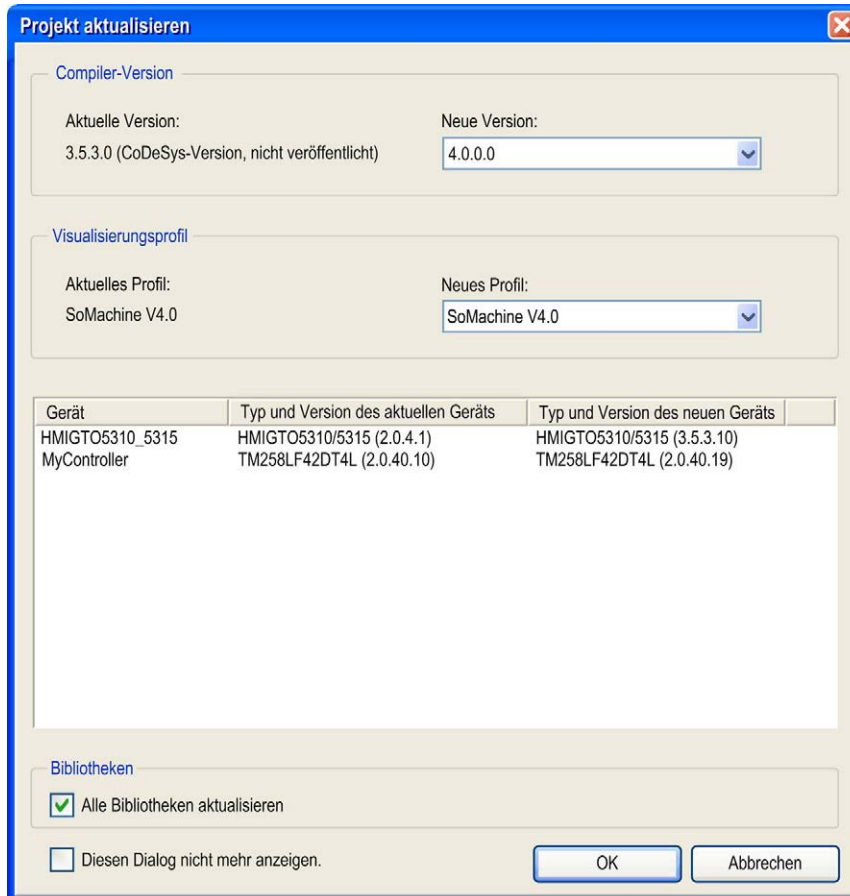 Projekt aktualisieren
Compiler-Version
Aktuelle Version: Neue Version:
3.5.3.0 (CoDeSys-Version, nicht veröffentlicht) 4.0.0.0
Visualisierungsprofil
Aktuelles Profil: Neues Profil:
SoMachine V4.0 SoMachine V4.0
Gerät Typ und Version des aktuellen Geräts Typ und Version des neuen Geräts
HMIGTO5310_5315 HMIGTO5310/5315 (2.0.4.1) HMIGTO5310/5315 (3.5.3.10)
MyController TM258LF42DT4L (2.0.40.10) TM258LF42DT4L (2.0.40.19)
Bibliotheken
Alle Bibliotheken aktualisieren
Diesen Dialog nicht mehr anzeigen. OK Abbrechen